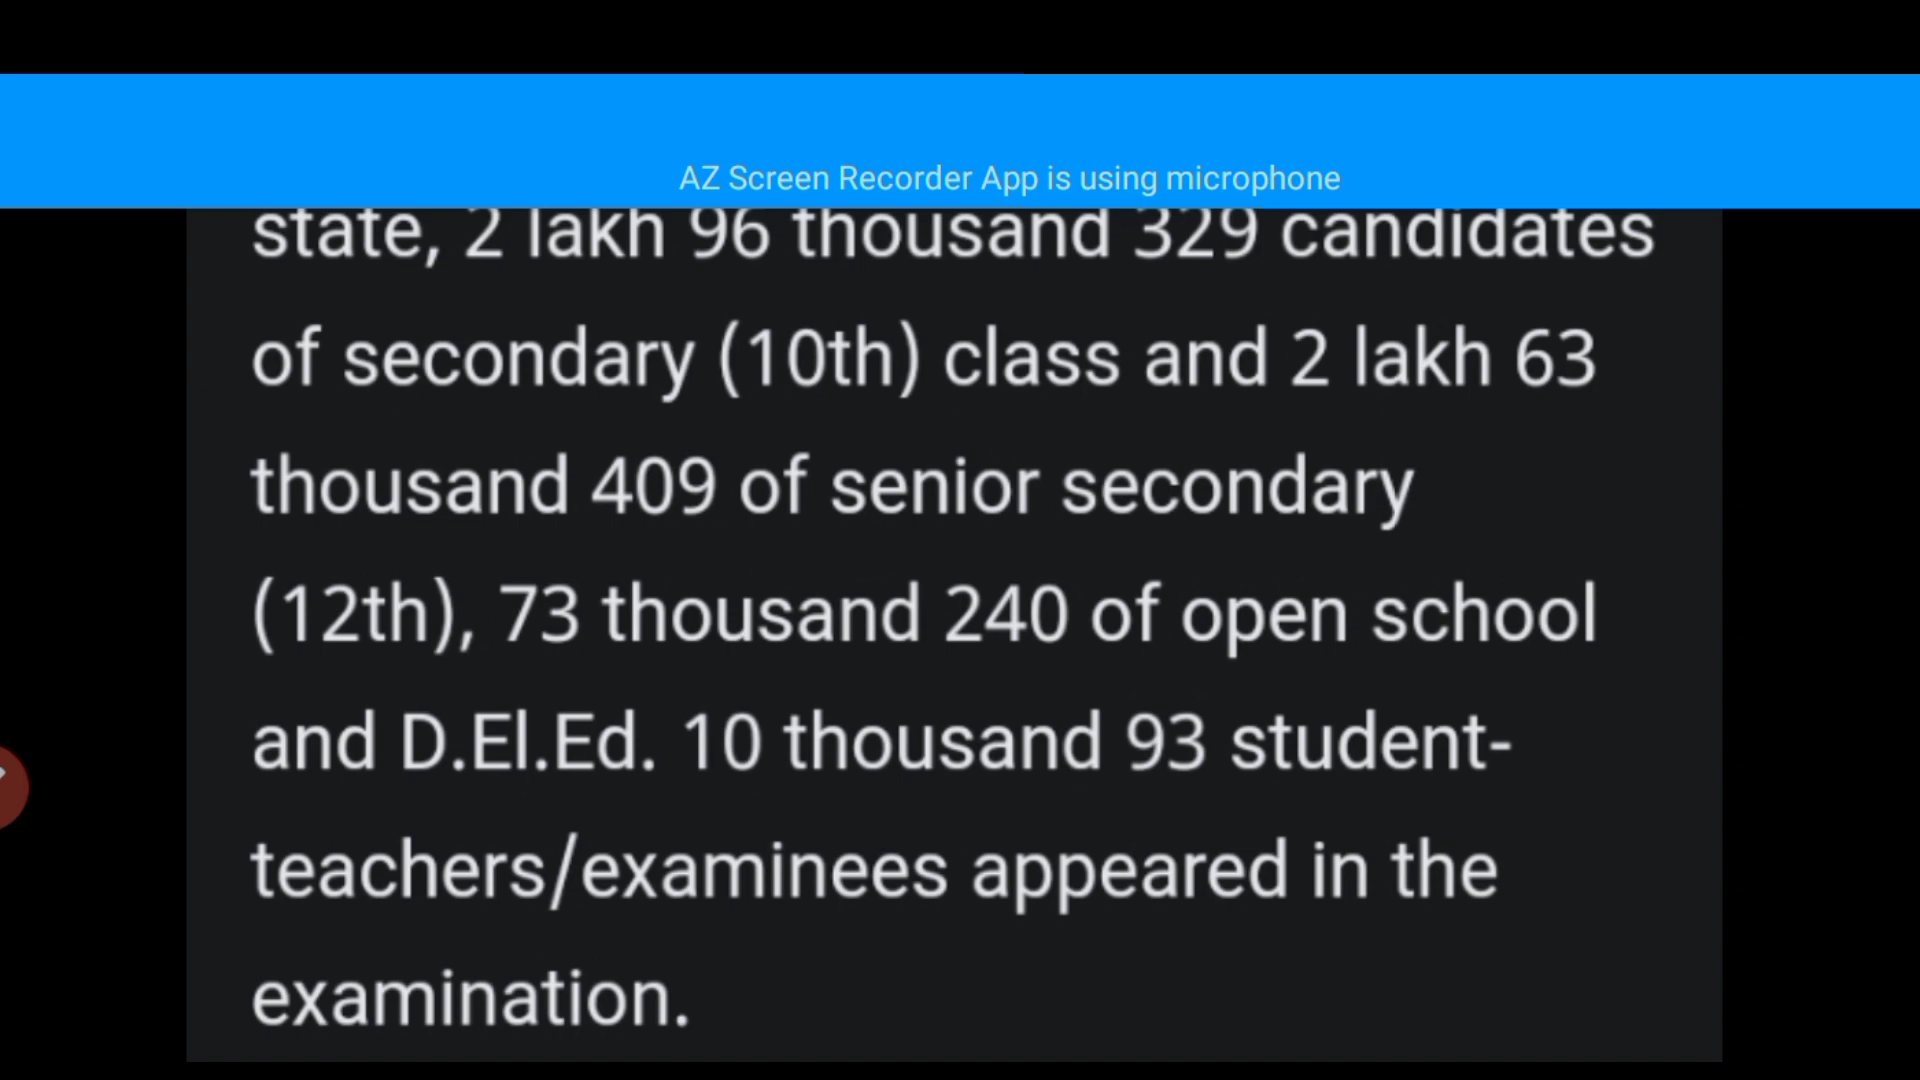 AZ Screen Recorder App is using microphone
state, 2 lakh 96 thousand 329 candidates
of secondary (10th) class and 2 lakh 63
thousand 409 of senior secondary
(12th), 73 thousand 240 of open school
and D.El.Ed. 10 thousand 93 student-
teachers/examinees appeared in the
examination.